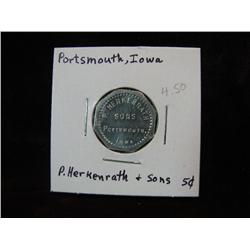 Portsmouth, Iowa
4.50
P. HERKENRATH
SONS
PORTSMOUTH,
IOWA
P. Herkenrath + Sons 5¢